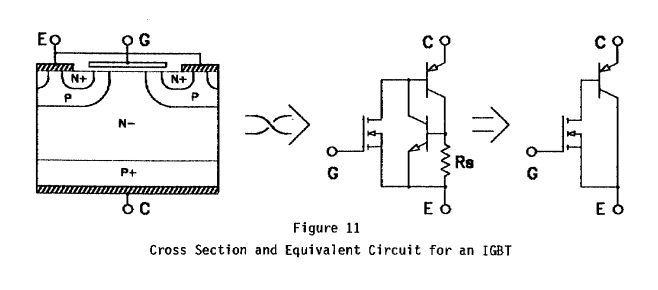 E G
N+ N+
P P
N-
P+
C
C
G
Rs
E
C
G
E
Figure 11
Cross Section and Equivalent Circuit for an IGBT